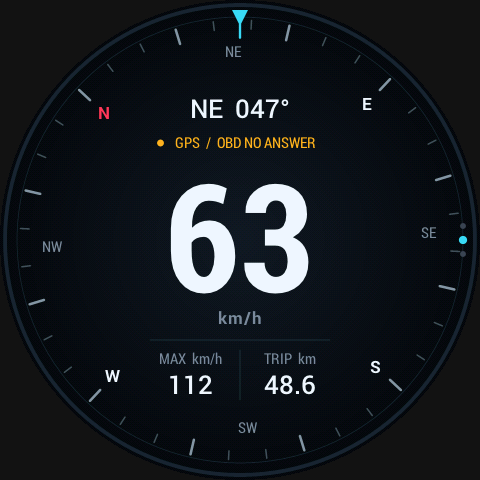 NE
N
E
NE 047°
GPS / OBD NO ANSWER
63
km/h
NW
SE
MAX km/h
TRIP km
112
48.6
W
S
SW